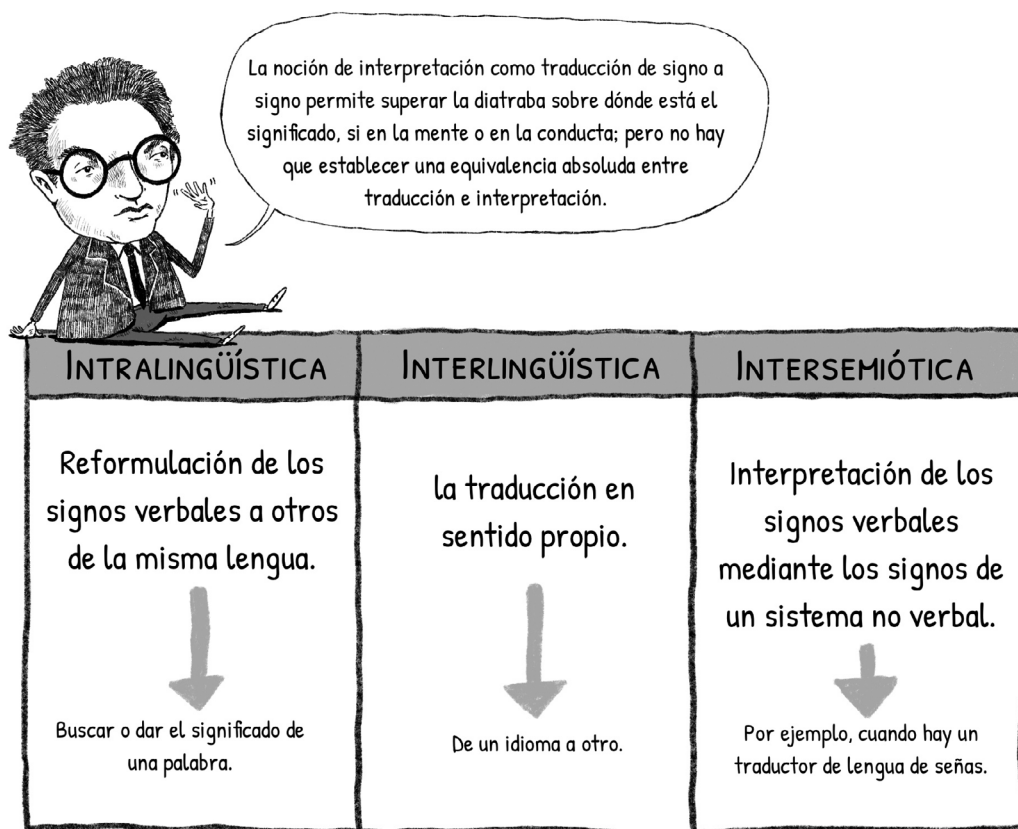 La noción de interpretación como traducción de signo a
signo permite superar la diatraba sobre dónde está el
significado, si en la mente o en la conducta; pero no hay
que establecer una equivalencia absoluda entre
traducción e interpretación.
INTRALINGÜÍSTICA
Reformulación de los
signos verbales a otros
de la misma lengua.
Buscar o dar el significado de
una palabra.
INTERLINGÜÍSTICA
la traducción en
sentido propio.
De un idioma a otro.
INTERSEMIÓTICA
Interpretación de los
signos verbales
mediante los signos de
un sistema no verbal.
Por ejemplo, cuando hay un
traductor de lengua de señas.